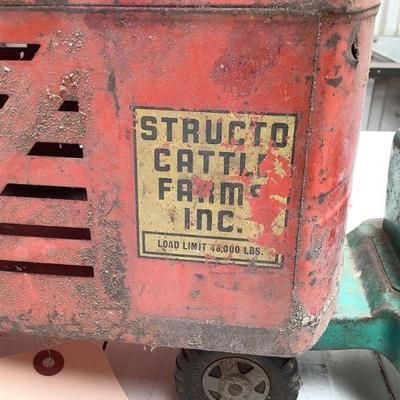 STRUCTO
CATTLE
FARMS
INC.
LOAD LIMIT 48,000 LBS.